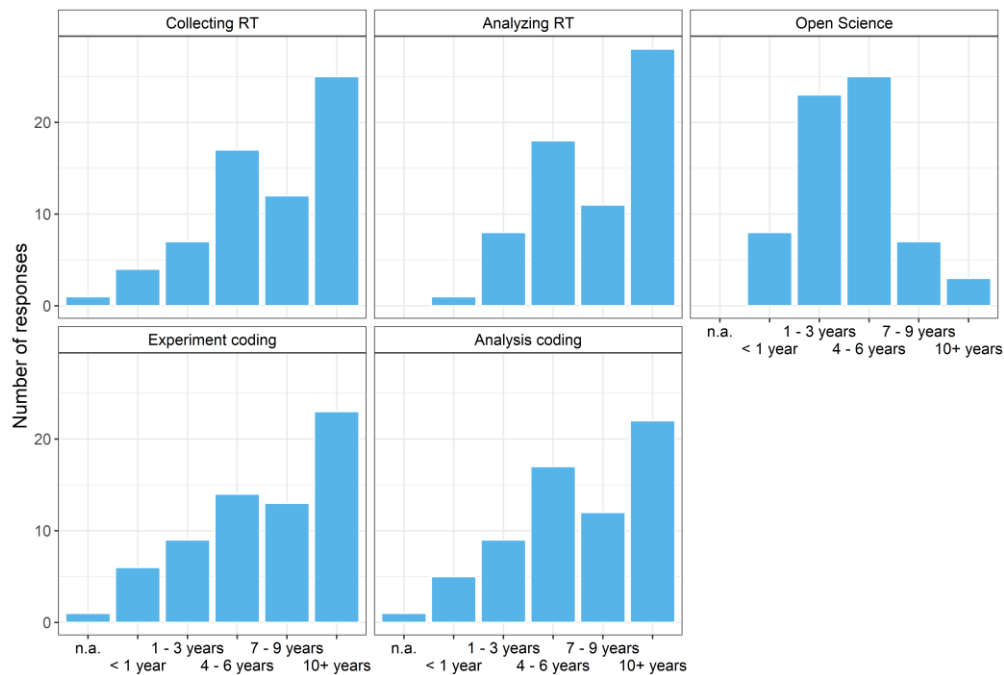 Collecting RT
Analyzing RT
Open Science
20
10
0
n.a.
1 - 3 years
7 - 9 years
< 1 year
4 - 6 years
10+ years
Number of responses
Experiment coding
Analysis coding
20
10
0
n.a.
1 - 3 years
7 - 9 years
n.a.
1 - 3 years
7 - 9 years
< 1 year
4 - 6 years
10+ years
< 1 year
4 - 6 years
10+ years